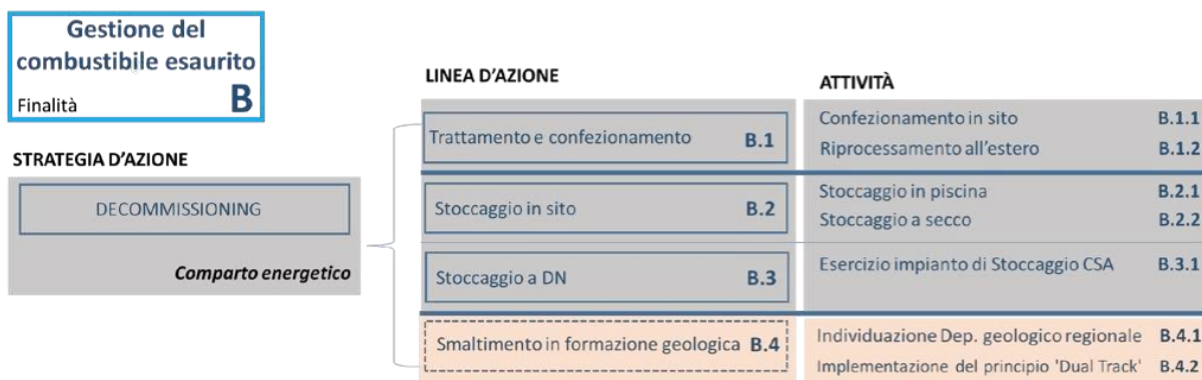 Gestione del
combustibile esaurito
Finalità B
STRATEGIA D'AZIONE
DECOMMISSIONING
Comparto energetico
LINEA D'AZIONE
ATTIVITÀ
Trattamento e confezionamento B.1
Confezionamento in sito B.1.1
Riprocessamento all'estero B.1.2
Stoccaggio in sito B.2
Stoccaggio in piscina B.2.1
Stoccaggio a secco B.2.2
Stoccaggio a DN B.3
Esercizio impianto di Stoccaggio CSA B.3.1
Smaltimento in formazione geologica B.4
Individuazione Dep. geologico regionale B.4.1
Implementazione del principio 'Dual Track' B.4.2